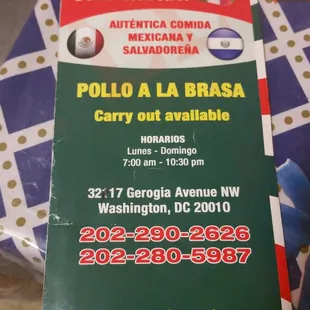 AUTÉNTICA COMIDA
MEXICANA Y
SALVADOREÑA
POLLO A LA BRASA
Carry out available
HORARIOS
Lunes - Domingo
7:00 am - 10:30 pm
32117 Gerogia Avenue NW
Washington, DC 20010
202-290-2626
202-280-5987